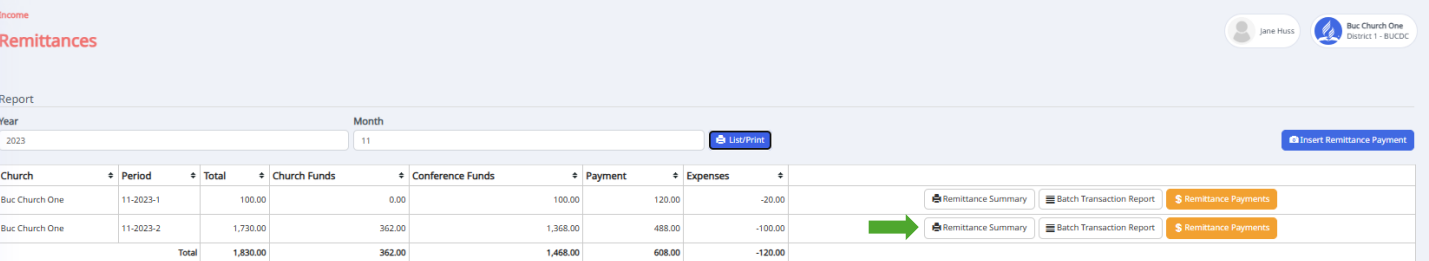 Income
Remittances
Jane Huss
Buc Church One
District 1 - BUCDC
Report
Year
Month
2023
11
List/Print
Insert Remittance Payment
Church Period Total Church Funds Conference Funds Payment Expenses
Buc Church One 11-2023-1 100.00 0.00 100.00 120.00 -20.00 Remittance Summary Batch Transaction Report $ Remittance Payments
Buc Church One 11-2023-2 1,730.00 362.00 1,368.00 488.00 -100.00 Remittance Summary Batch Transaction Report $ Remittance Payments
Total 1,830.00 362.00 1,468.00 608.00 -120.00